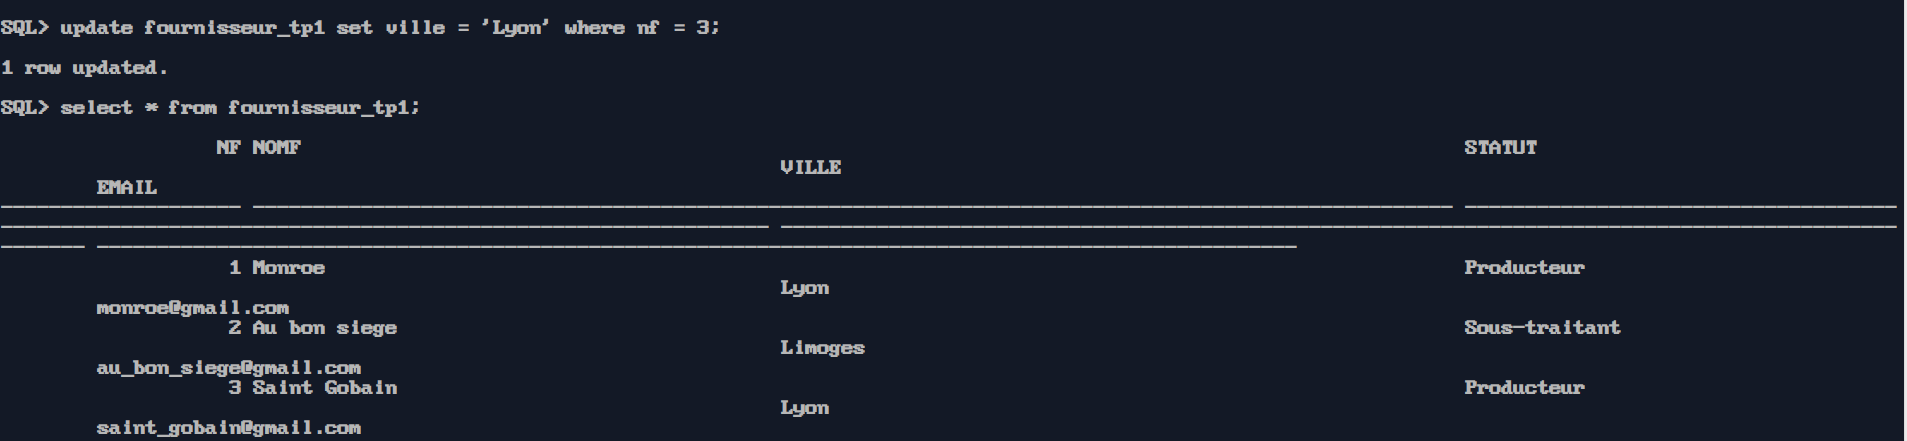 SQL> update fournisseur_tp1 set ville = 'Lyon' where nf = 3;
1 row updated.
SQL> select * from fournisseur_tp1;
NF NOMF STATUT
VILLE
EMAIL
1 Monroe Producteur
Lyon
monroe@gmail.com
2 Au bon siege Sous-traitant
Limoges
au_bon_siege@gmail.com
3 Saint Gobain Producteur
Lyon
saint_gobain@gmail.com